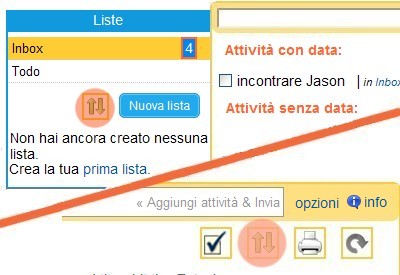 Liste
Inbox 4
Todo
Nuova lista
Non hai ancora creato nessuna
lista.
Crea la tua prima lista.
Attività con data:
incontrare Jason | in Inbox
Attività senza data:
« Aggiungi attività & Invia
opzioni
info